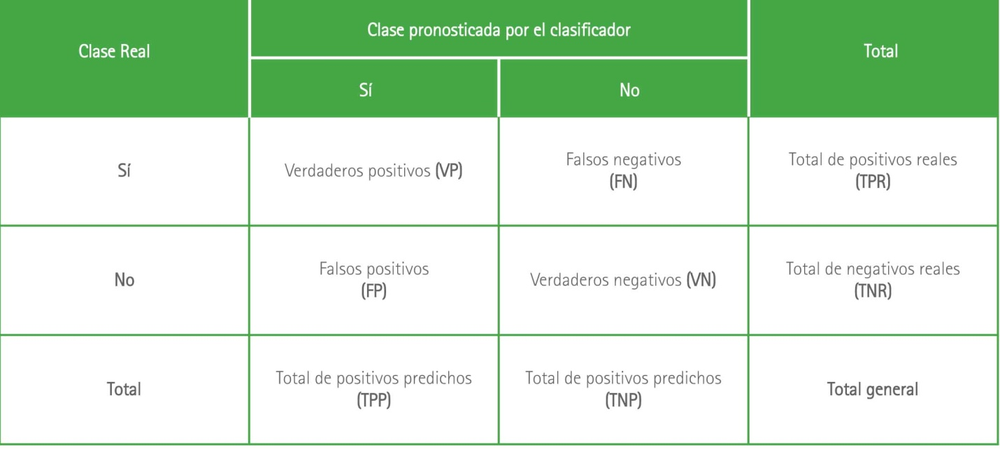 Clase Real
Clase pronosticada por el clasificador
Total
Sí
No
Sí
Verdaderos positivos (VP)
Falsos negativos
(FN)
Total de positivos reales
(TPR)
No
Falsos positivos
(FP)
Verdaderos negativos (VN)
Total de negativos reales
(TNR)
Total
Total de positivos predichos
(TPP)
Total de positivos predichos
(TNP)
Total general